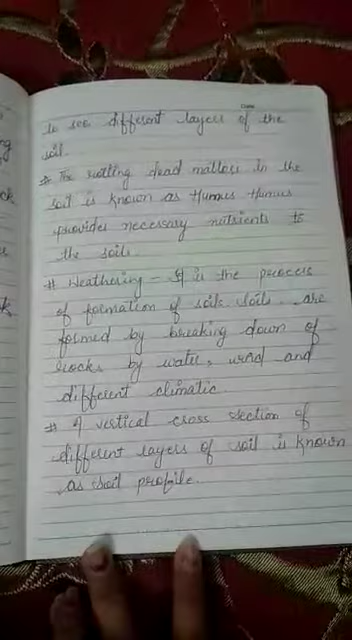 to see different layers of the
soil.
* The rotting dead matters in the
soil is known as Humus Humus
provides necessary nutrients to
the soil.
# Weathering - It is the process
of formation of soils. Soils are
formed by breaking down of
rocks by water, wind and
different climatic.
# A vertical cross section of
different layers of soil is known
as soil profile.